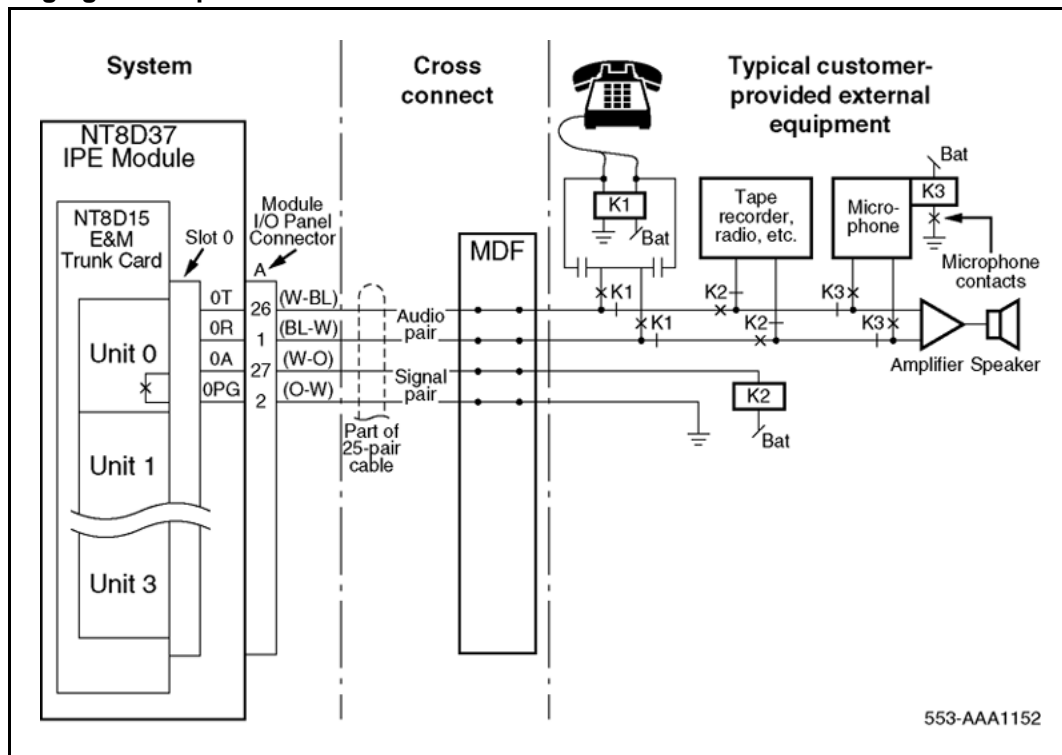 System
Cross
connect
Typical customer-
provided external
equipment
NT8D37
IPE Module
NT8D15
E&M
Trunk Card
Slot 0
Module
I/O Panel
Connector
A
MDF
K1
Bat
Tape
recorder,
radio, etc.
Micro-
phone
Bat
K3
Microphone
contacts
0T
26
(W-BL)
0R
1
(BL-W)
0A
27
(W-O)
0PG
2
(O-W)
Audio
pair
Signal
pair
K1
K1
K2
K2
K3
K3
Amplifier
Speaker
K2
Bat
Part of
25-pair
cable
Unit 0
Unit 1
Unit 3
553-AAA1152